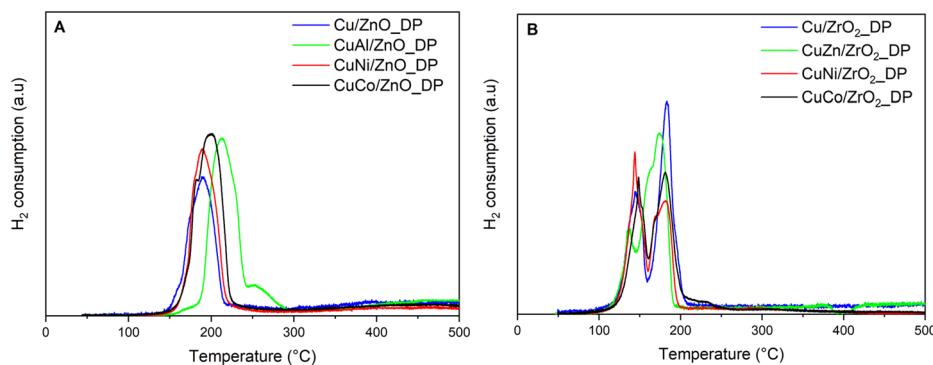 A
Cu/ZnO_DP
CuAl/ZnO_DP
CuNi/ZnO_DP
CuCo/ZnO_DP
H₂ consumption (a.u)
0 100 200 300 400 500
Temperature (°C)
B
Cu/ZrO₂_DP
CuZn/ZrO₂_DP
CuNi/ZrO₂_DP
CuCo/ZrO₂_DP
H₂ consumption (a.u)
0 100 200 300 400 500
Temperature (°C)